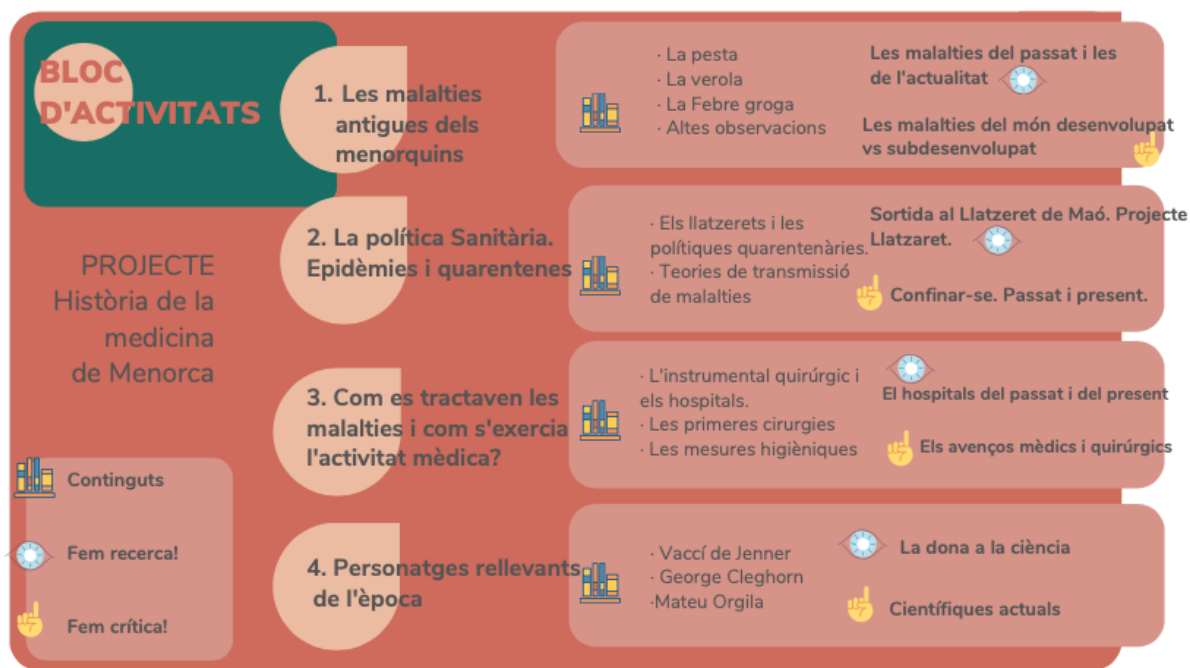 BLOC
D'ACTIVITATS
PROJECTE
Història de la
medicina
de Menorca
Continguts
Fem recerca!
Fem crítica!
1. Les malalties
antigues dels
menorquins
· La pesta
· La verola
· La Febre groga
· Altes observacions
Les malalties del passat i les
de l'actualitat
Les malalties del món desenvolupat
vs subdesenvolupat
2. La política Sanitària.
Epidèmies i quarentenes
· Els llatzerets i les
polítiques quarentenàries.
· Teories de transmissió
de malalties
Sortida al Llatzeret de Maó. Projecte
Llatzaret.
Confinar-se. Passat i present.
3. Com es tractaven les
malalties i com s'exercia
l'activitat mèdica?
· L'instrumental quirúrgic i
els hospitals.
· Les primeres cirurgies
· Les mesures higièniques
El hospitals del passat i del present
Els avenços mèdics i quirúrgics
4. Personatges rellevants
de l'època
· Vaccí de Jenner
· George Cleghorn
·Mateu Orgila
La dona a la ciència
Científiques actuals